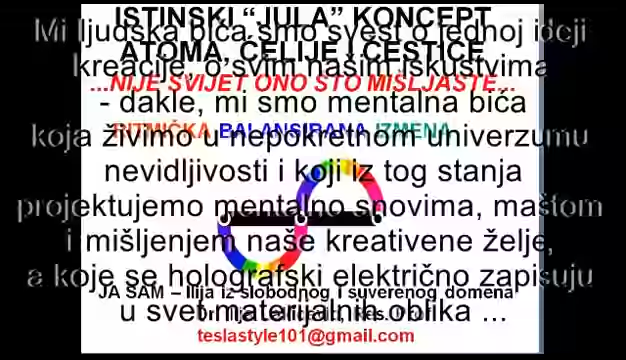 ISTINSKI “JULA” KONCEPT
ATOMA, ĆELIJE I ČESTICE
...NIJE SVIJET ONO STO MIŠLJASTE...
RITMIČKA BALANSIRANA IZMENA
Mi ljudska bića smo svest o jednoj ideji
kreacije, o svim našim iskustvima
- dakle, mi smo mentalna bića
koja živimo u nepokretnom univerzumu
nevidljivosti i koji iz tog stanja
projektujemo mentalno snovima, maštom
i mišljenjem naše kreativene želje,
a koje se holografski električno zapisuju
u svet materijalnih oblika ...
JA SAM – Ilija iz slobodnog i suverenog domena
teslastyle101@gmail.com